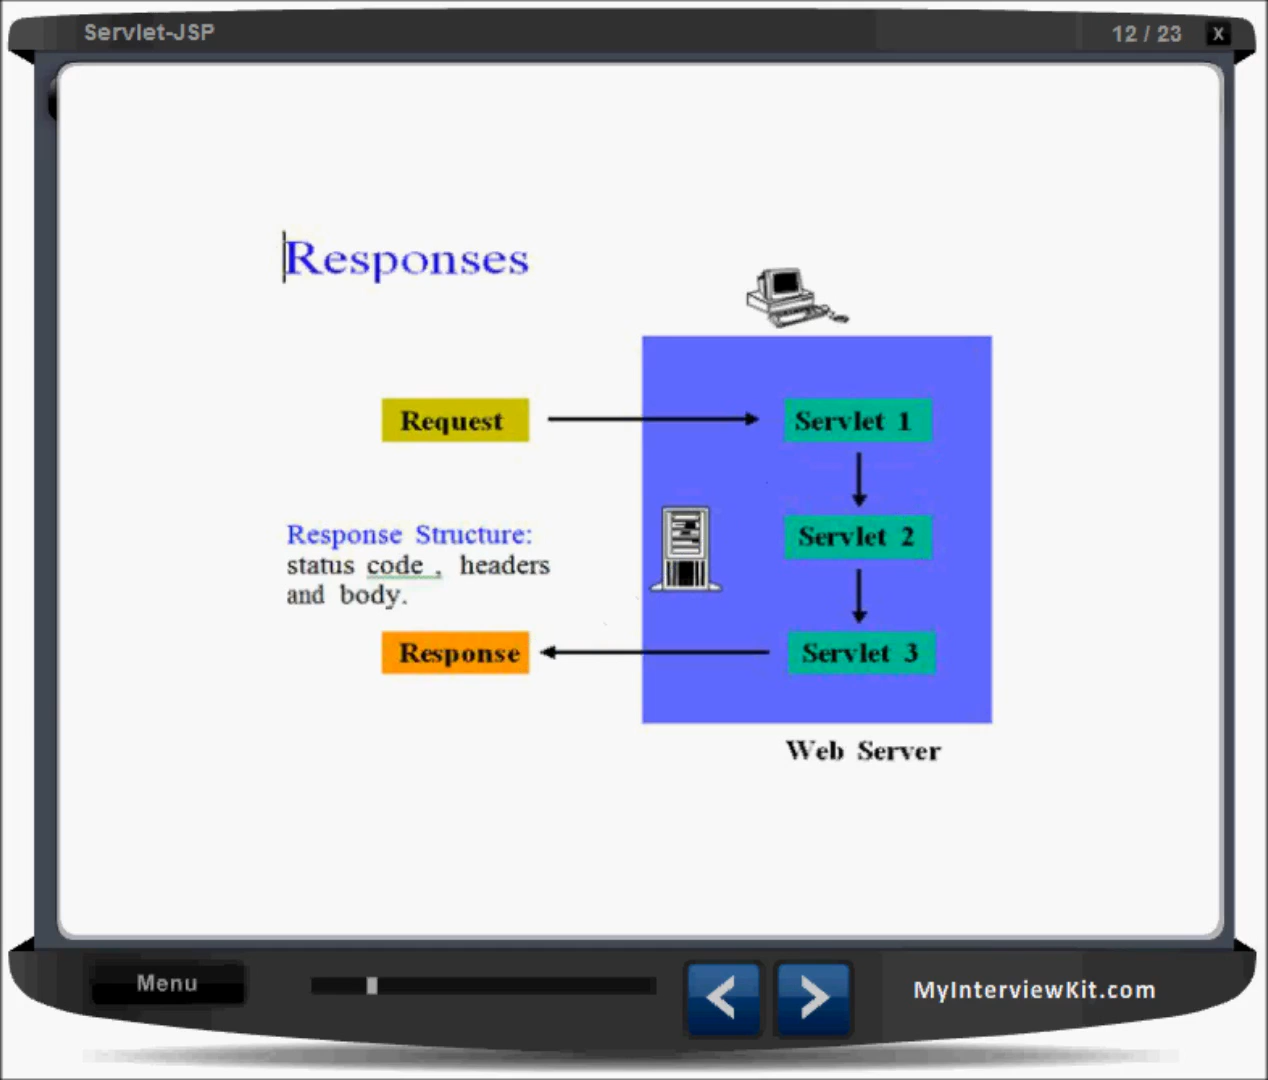 Servlet-JSP
12 / 23
X
Responses
Request
Servlet 1
Response Structure:
status code , headers
and body.
Servlet 2
Response
Servlet 3
Web Server
Menu
MyInterviewKit.com